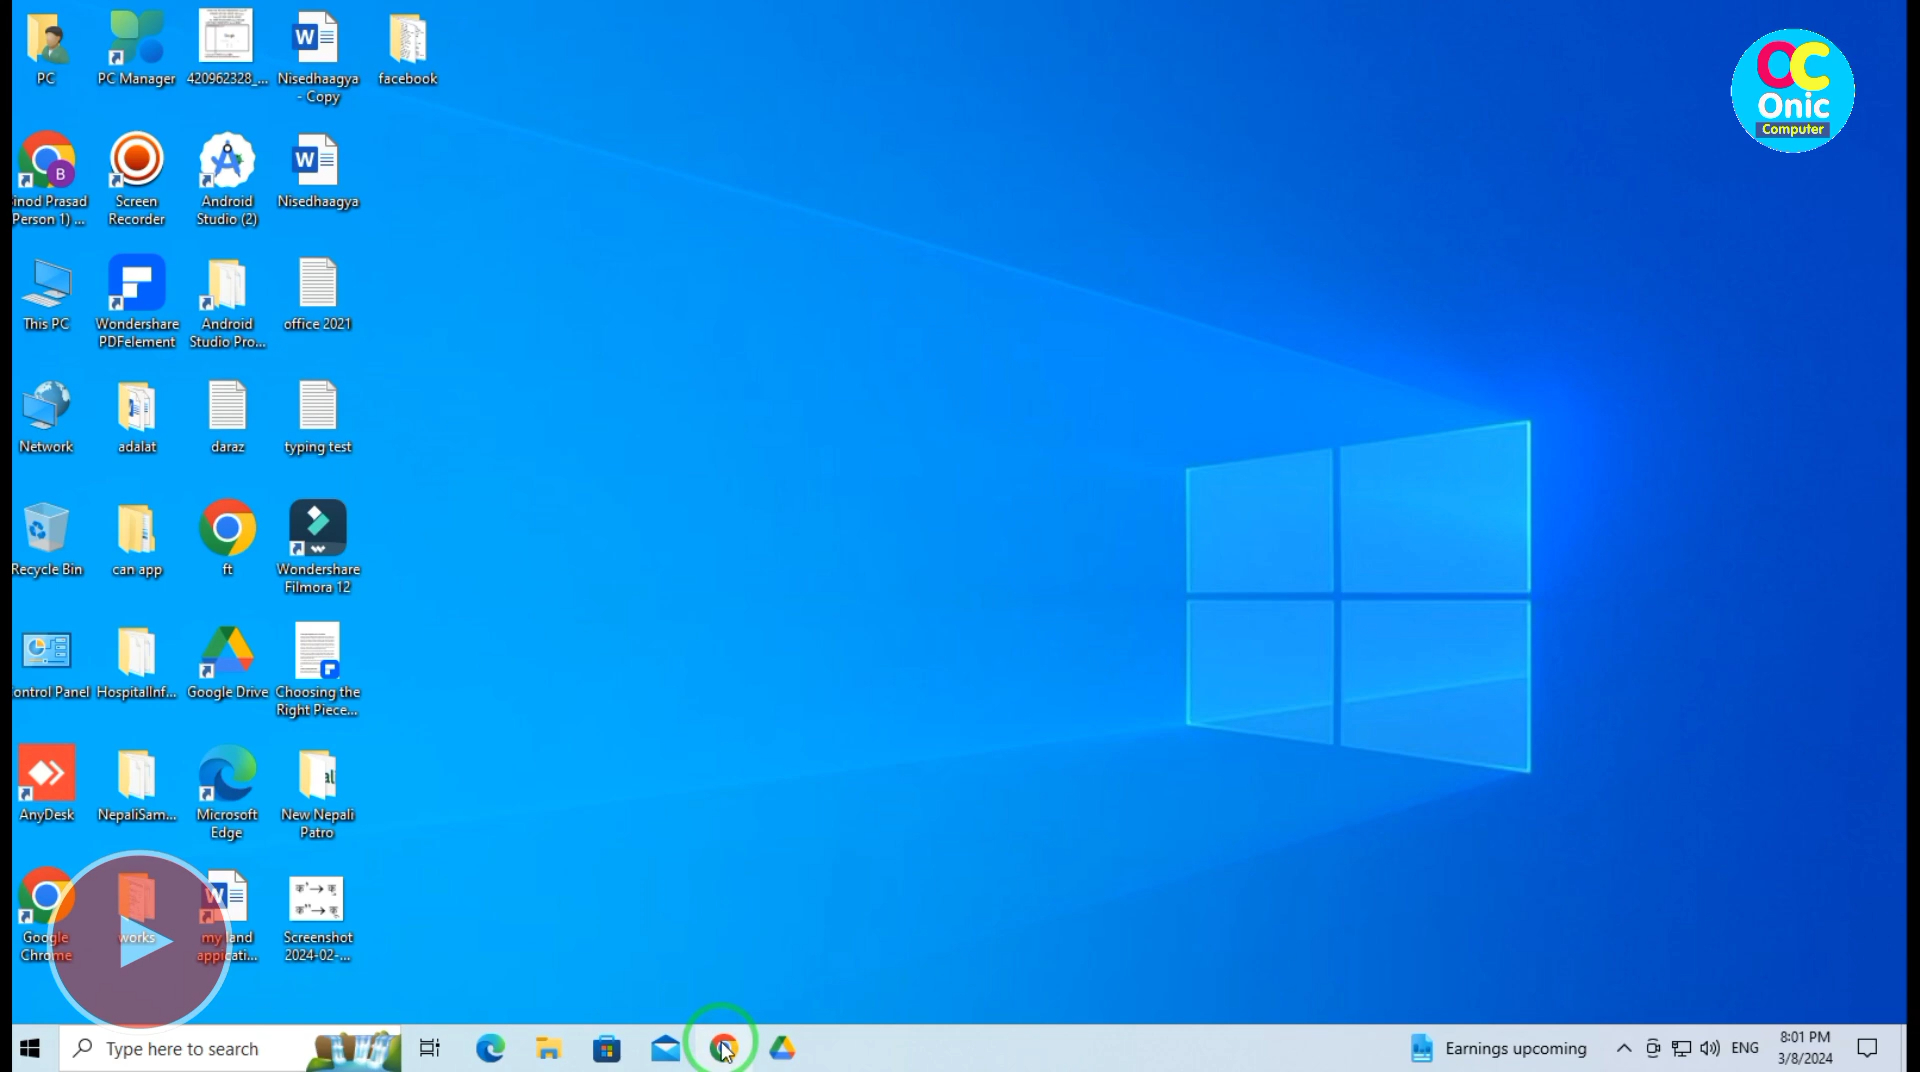 PC
PC Manager
420962328_...
Nisedhaagya
- Copy
facebook
OC
Onic
Computer
B
inod Prasad
Person 1) ...
Screen
Recorder
Android
Studio (2)
Nisedhaagya
This PC
Wondershare
PDFelement
Android
Studio Pro...
office 2021
Network
adalat
daraz
typing test
Recycle Bin
can app
ft
Wondershare
Filmora 12
ontrol Panel
HospitalInf...
Google Drive
Choosing the
Right Piece...
AnyDesk
NepaliSam...
Microsoft
Edge
New Nepali
Patro
Google
Chrome
works
my land
appicati...
Screenshot
2024-02-...
Type here to search
Earnings upcoming
ENG
8:01 PM
3/8/2024